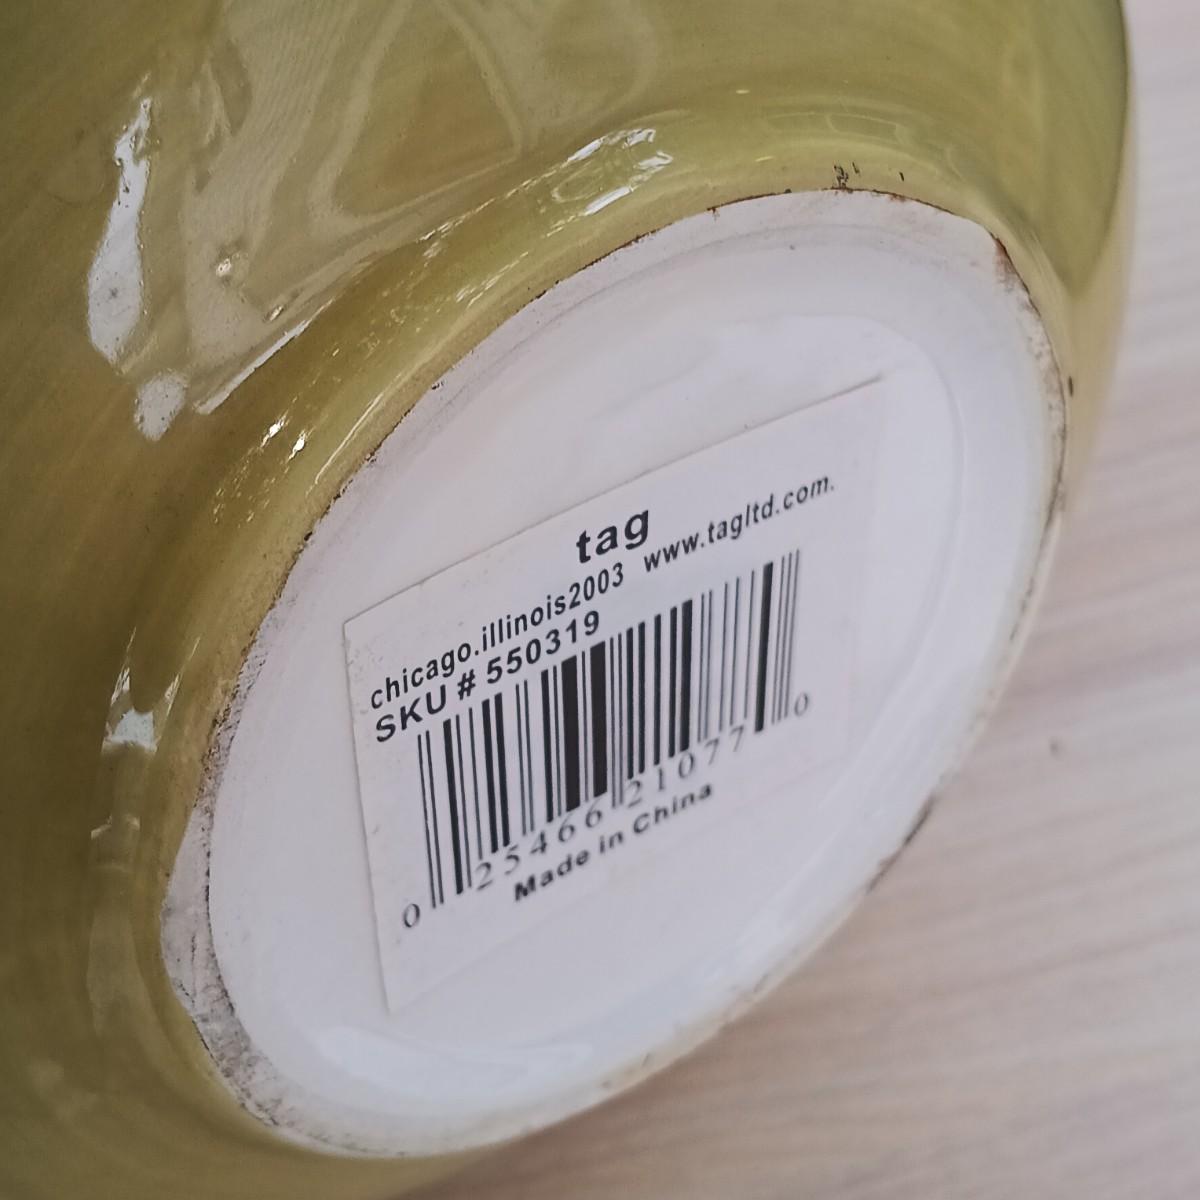 tag
chicago.illinois2003 www.tagltd.com.
SKU # 550319
0 25466 21077 0
Made in China